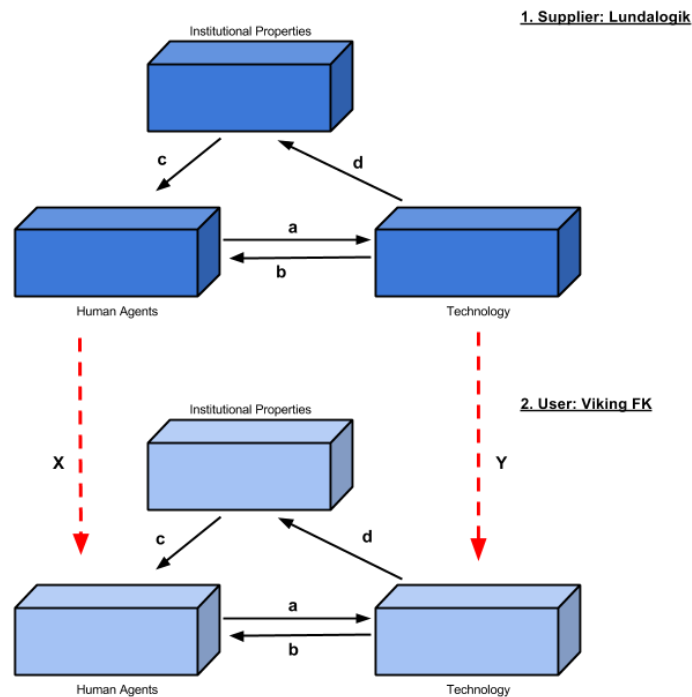 Institutional Properties
1. Supplier: Lundalogik
c
d
a
b
Human Agents
Technology
Institutional Properties
2. User: Viking FK
X
Y
c
d
a
b
Human Agents
Technology